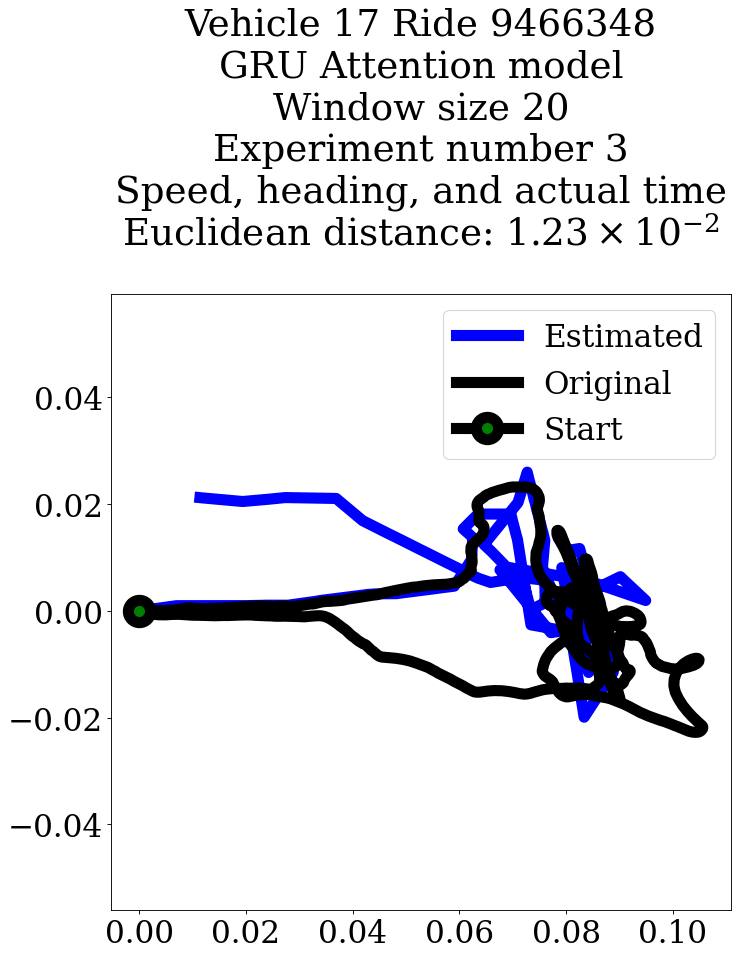 Vehicle 17 Ride 9466348
GRU Attention model
Window size 20
Experiment number 3
Speed, heading, and actual time
Euclidean distance: 1.23 × 10⁻²
Estimated
Original
Start
0.04
0.02
0.00
−0.02
−0.04
0.00 0.02 0.04 0.06 0.08 0.10